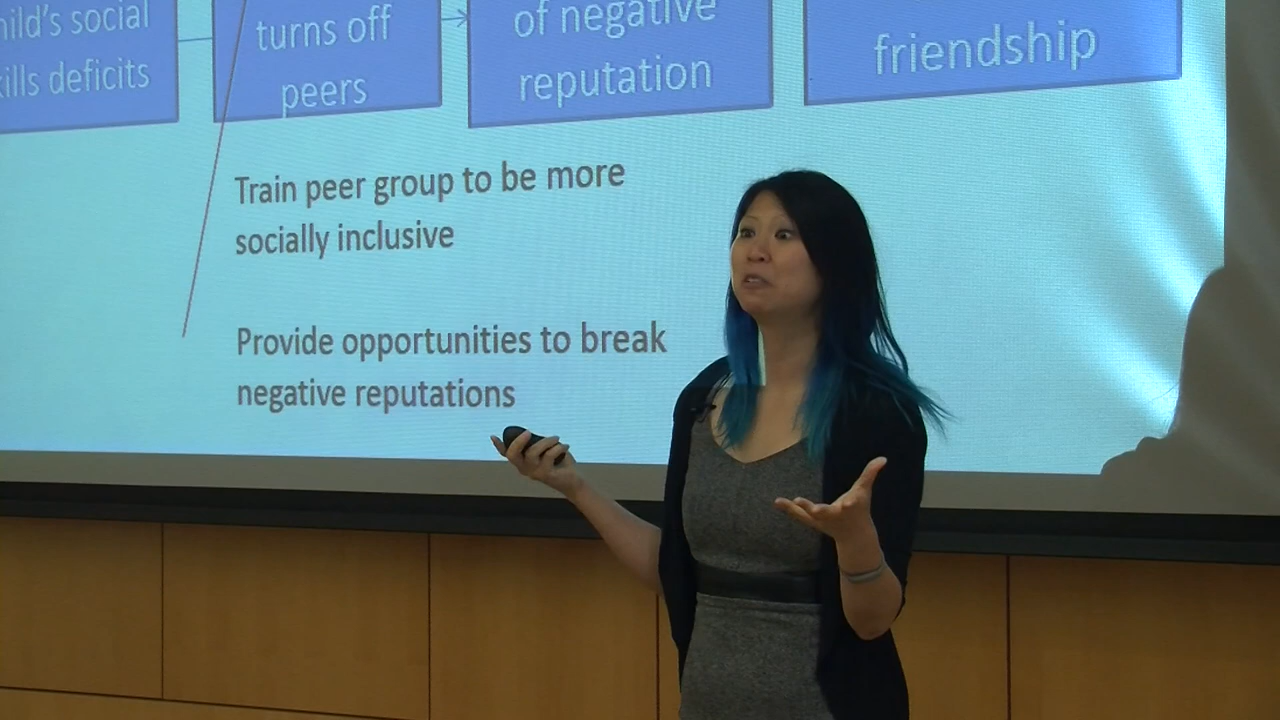 hild's social
kills deficits
turns off
peers
of negative
reputation
friendship
Train peer group to be more
socially inclusive
Provide opportunities to break
negative reputations